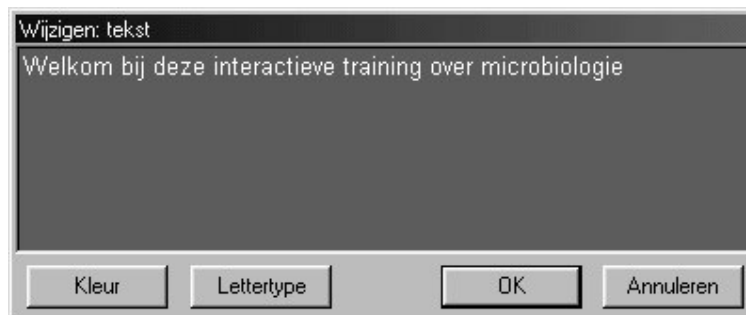 Wijzigen: tekst
Welkom bij deze interactieve training over microbiologie
Kleur Lettertype OK Annuleren